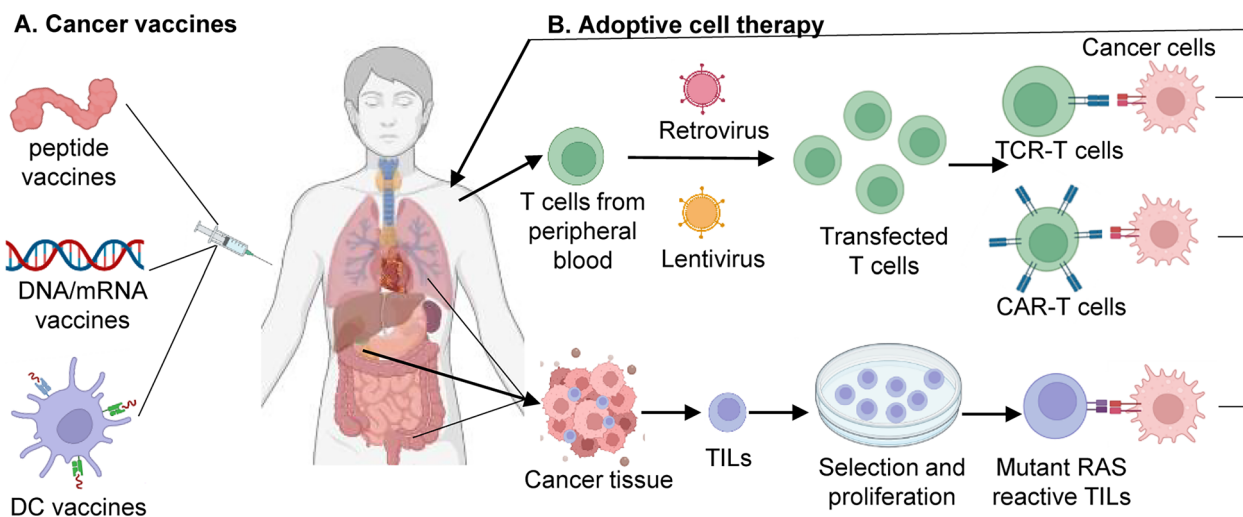 A. Cancer vaccines
peptide
vaccines
DNA/mRNA
vaccines
DC vaccines
B. Adoptive cell therapy
T cells from
peripheral
blood
Retrovirus
Lentivirus
Transfected
T cells
Cancer cells
TCR-T cells
CAR-T cells
Cancer tissue
TILs
Selection and
proliferation
Mutant RAS
reactive TILs